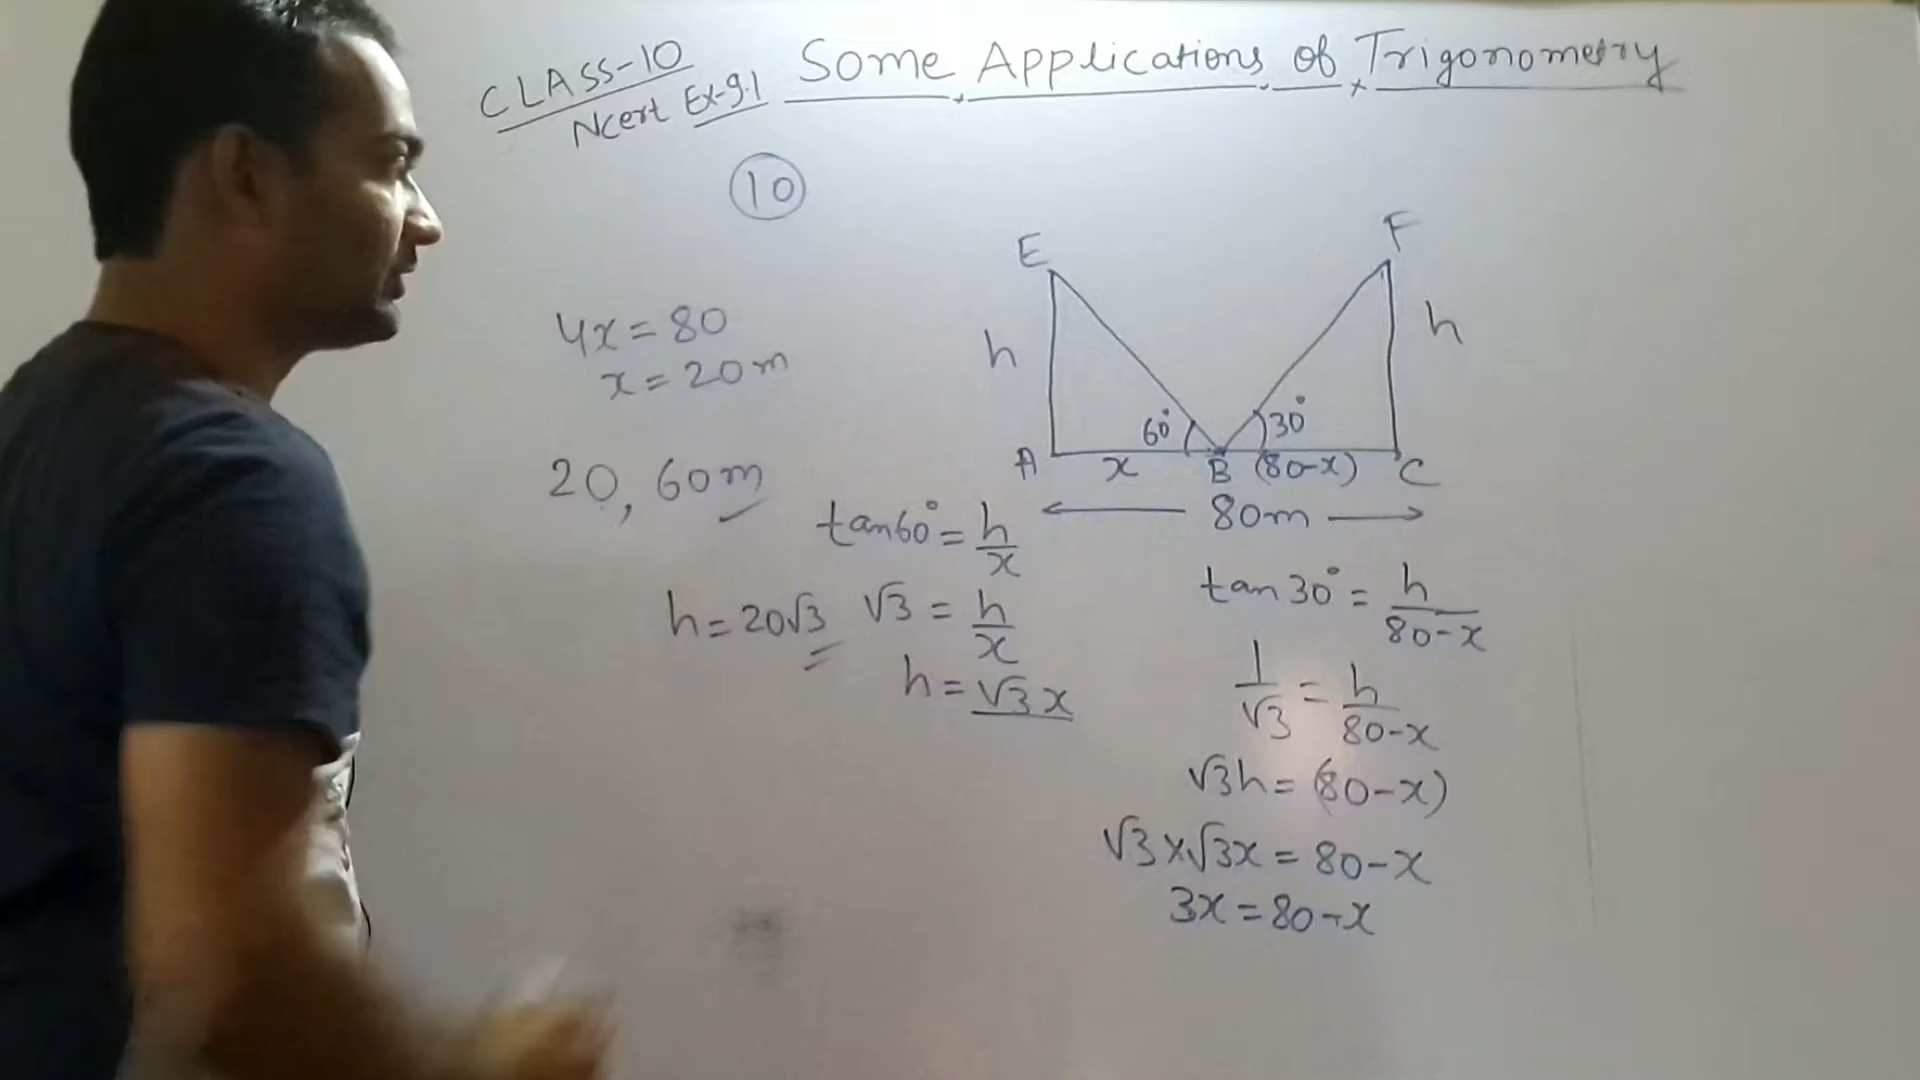 CLASS-10
Ncert Ex-9.1
Some Applications of Trigonometry
10
E
F
h
h
60°
30°
A
x
B
(80-x)
C
80m
4x = 80
x = 20m
20, 60m
tan60° = h/x
h = 20√3
√3 = h/x
h = √3x
tan30° = h/80-x
1/√3 = h/80-x
√3h = (80-x)
√3×√3x = 80-x
3x = 80-x